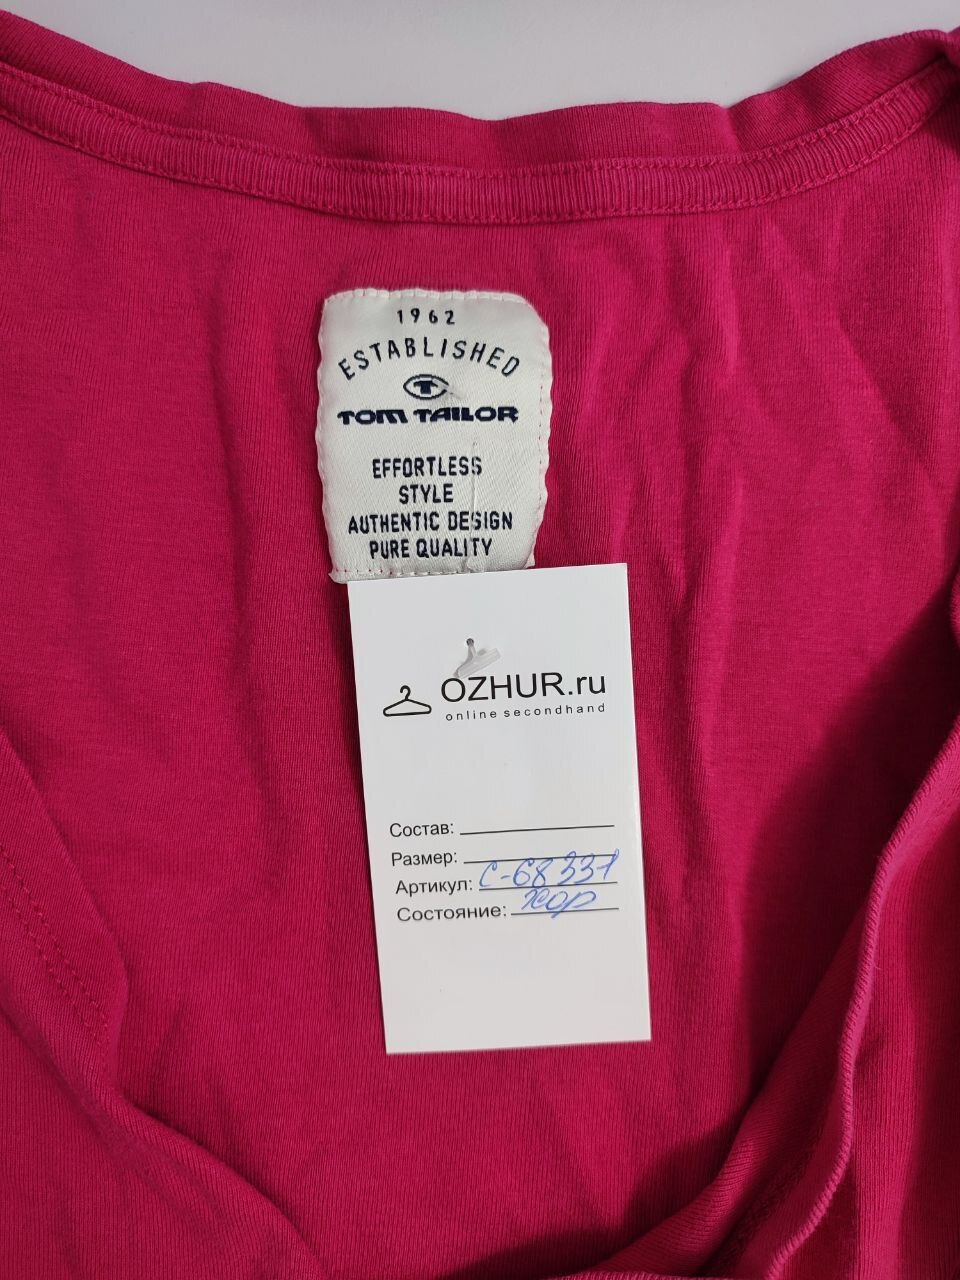 1962
ESTABLISHED
TOM TAILOR
EFFORTLESS
STYLE
AUTHENTIC DESIGN
PURE QUALITY
OZHUR.ru
online secondhand
Состав:
Размер:
Артикул: С-68331
Состояние: хор